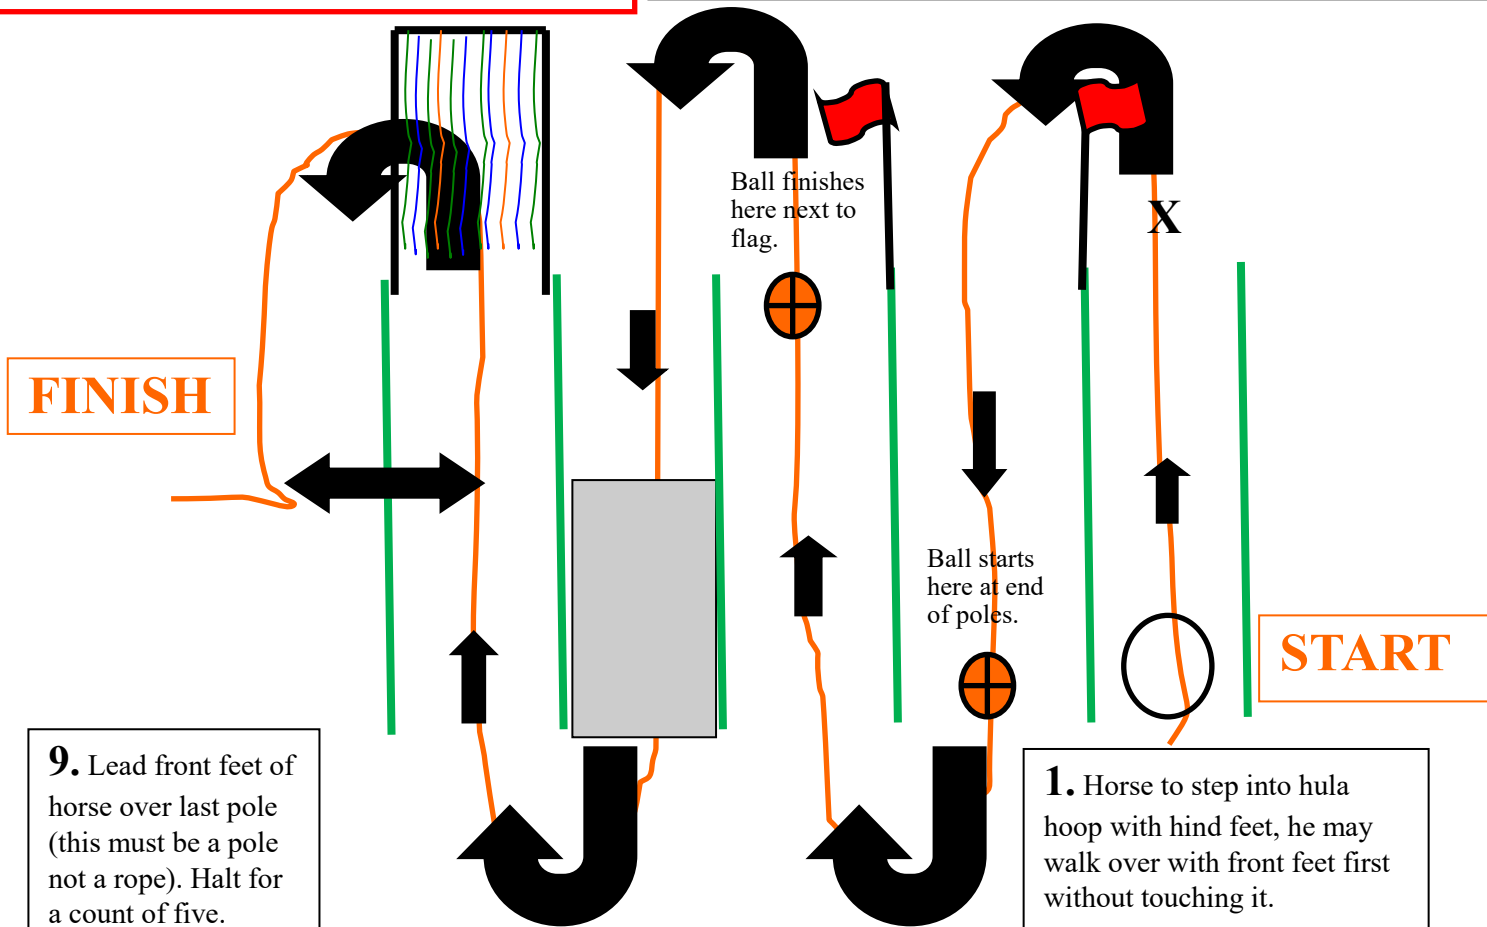 Ball finishes
here next to
flag.
X
FINISH
Ball starts
here at end
of poles.
START
9. Lead front feet of
horse over last pole
(this must be a pole
not a rope). Halt for
a count of five.
1. Horse to step into hula
hoop with hind feet, he may
walk over with front feet first
without touching it.